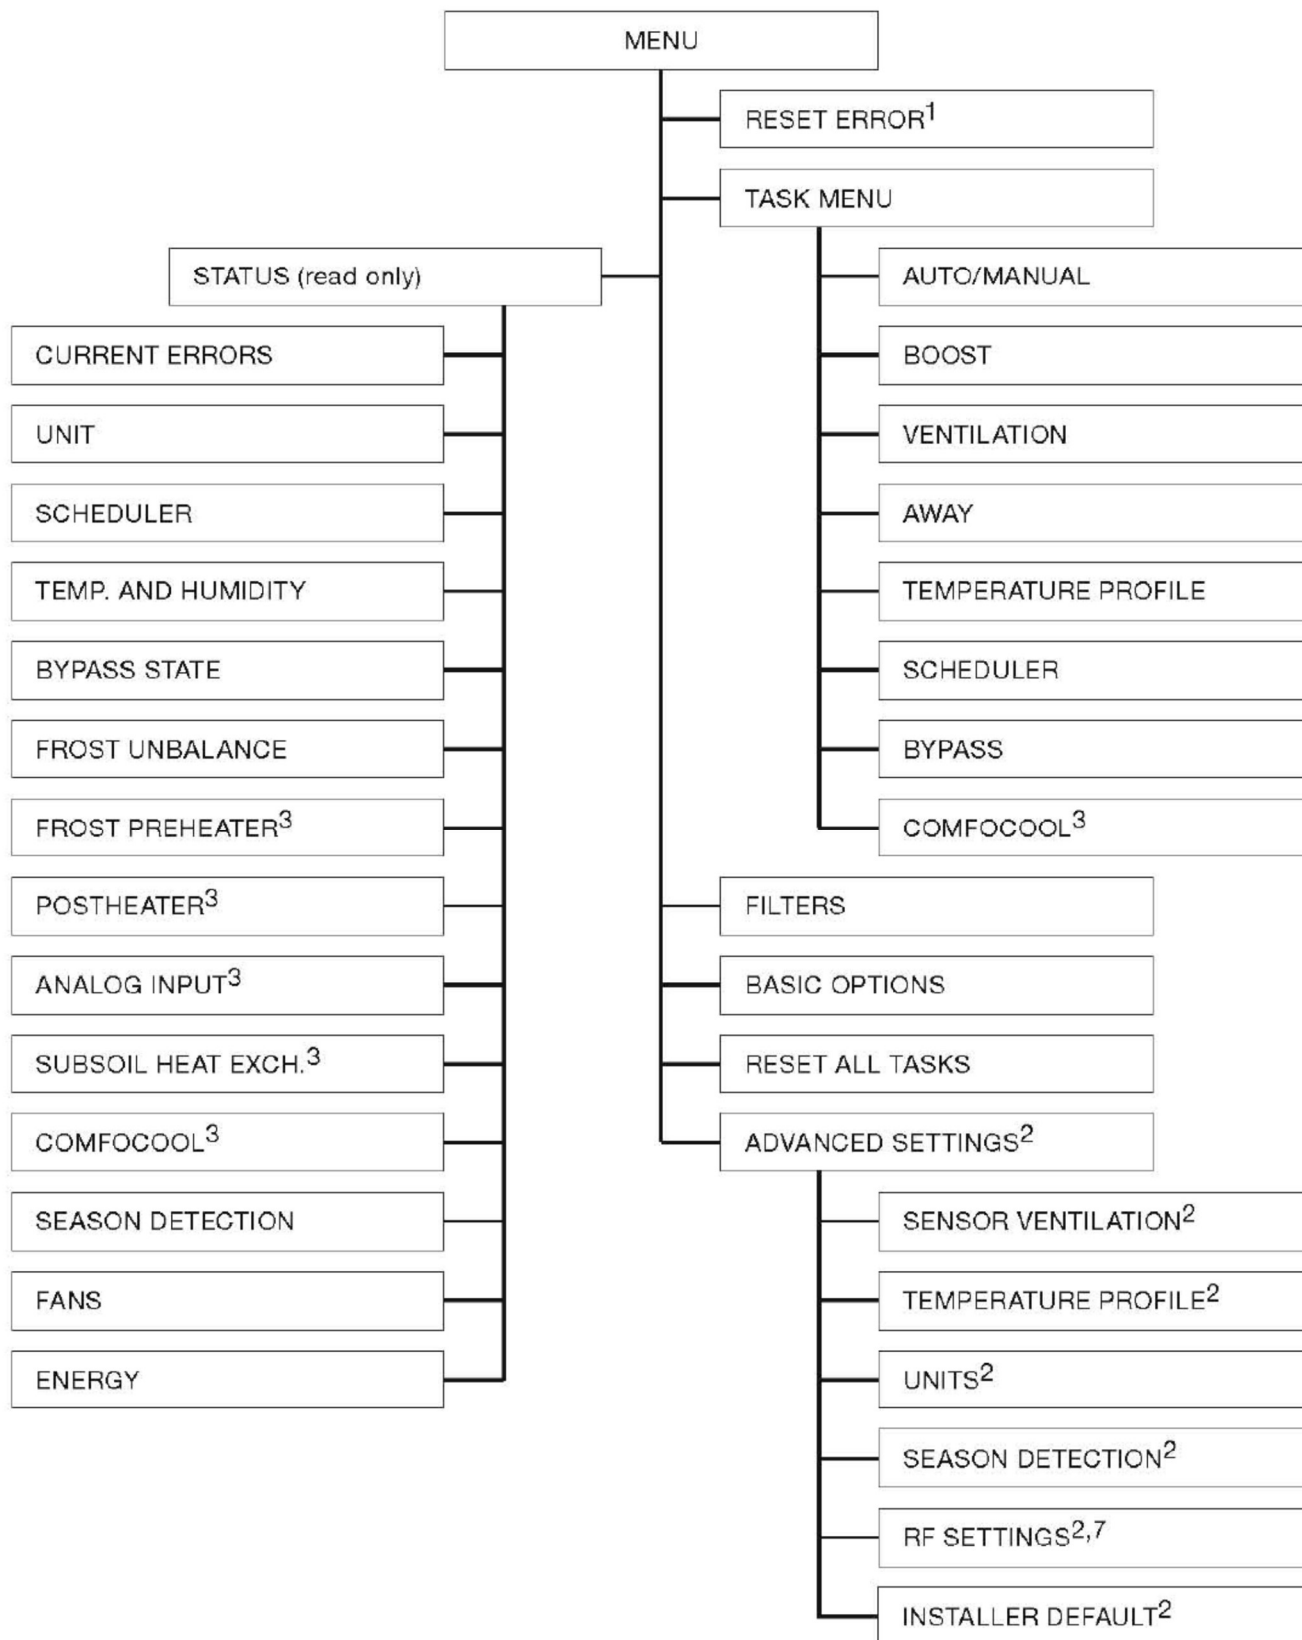 MENU
RESET ERROR¹
TASK MENU
AUTO/MANUAL
BOOST
VENTILATION
AWAY
TEMPERATURE PROFILE
SCHEDULER
BYPASS
COMFOCOOL³
STATUS (read only)
CURRENT ERRORS
UNIT
SCHEDULER
TEMP. AND HUMIDITY
BYPASS STATE
FROST UNBALANCE
FROST PREHEATER³
POSTHEATER³
ANALOG INPUT³
SUBSOIL HEAT EXCH.³
COMFOCOOL³
SEASON DETECTION
FANS
ENERGY
FILTERS
BASIC OPTIONS
RESET ALL TASKS
ADVANCED SETTINGS²
SENSOR VENTILATION²
TEMPERATURE PROFILE²
UNITS²
SEASON DETECTION²
RF SETTINGS²,⁷
INSTALLER DEFAULT²